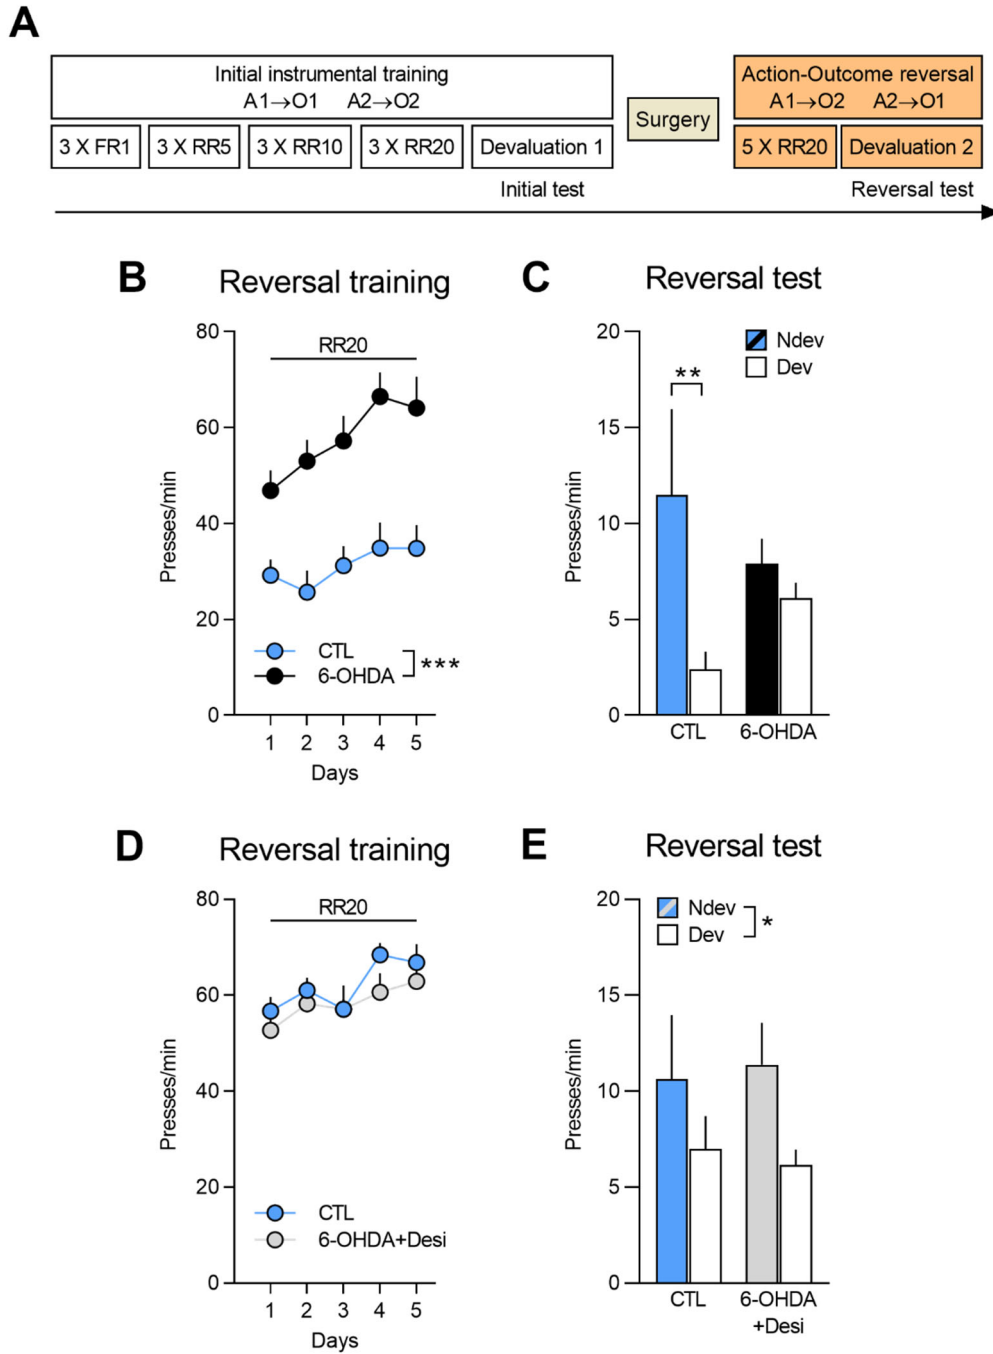 A
Initial instrumental training
A1→O1 A2→O2
3 X FR1 3 X RR5 3 X RR10 3 X RR20 Devaluation 1
Surgery
Action-Outcome reversal
A1→O2 A2→O1
5 X RR20 Devaluation 2
Initial test Reversal test
B Reversal training
80
60
40
20
0
Presses/min
RR20
CTL
6-OHDA
***
1 2 3 4 5
Days
C Reversal test
20
15
10
5
0
Presses/min
Ndev
Dev
**
CTL 6-OHDA
D Reversal training
80
60
40
20
0
Presses/min
RR20
CTL
6-OHDA+Desi
1 2 3 4 5
Days
E Reversal test
20
15
10
5
0
Presses/min
Ndev
Dev
*
CTL 6-OHDA
+Desi